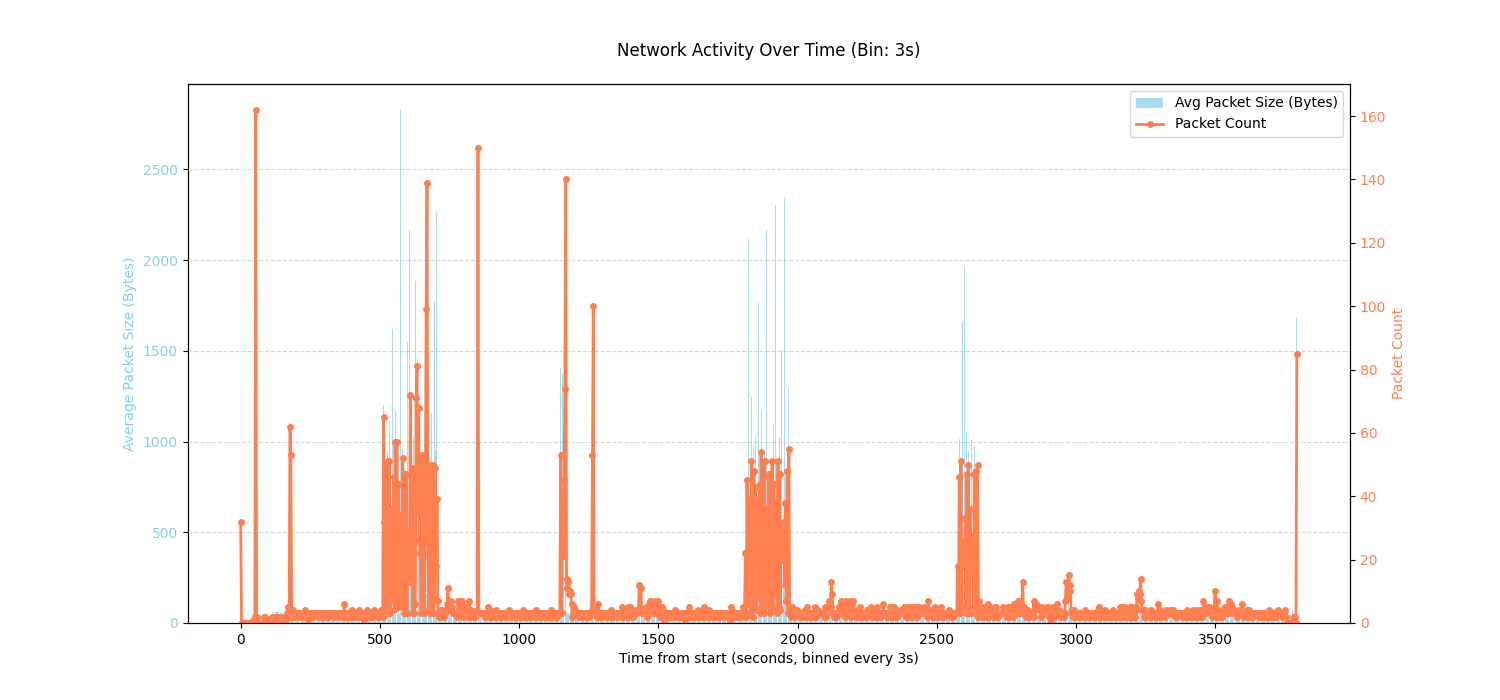 Network Activity Over Time (Bin: 3s)
Avg Packet Size (Bytes)
Packet Count
Average Packet Size (Bytes)
2500
2000
1500
1000
500
0
160
140
120
100
80
60
40
20
0
Packet Count
0 500 1000 1500 2000 2500 3000 3500
Time from start (seconds, binned every 3s)